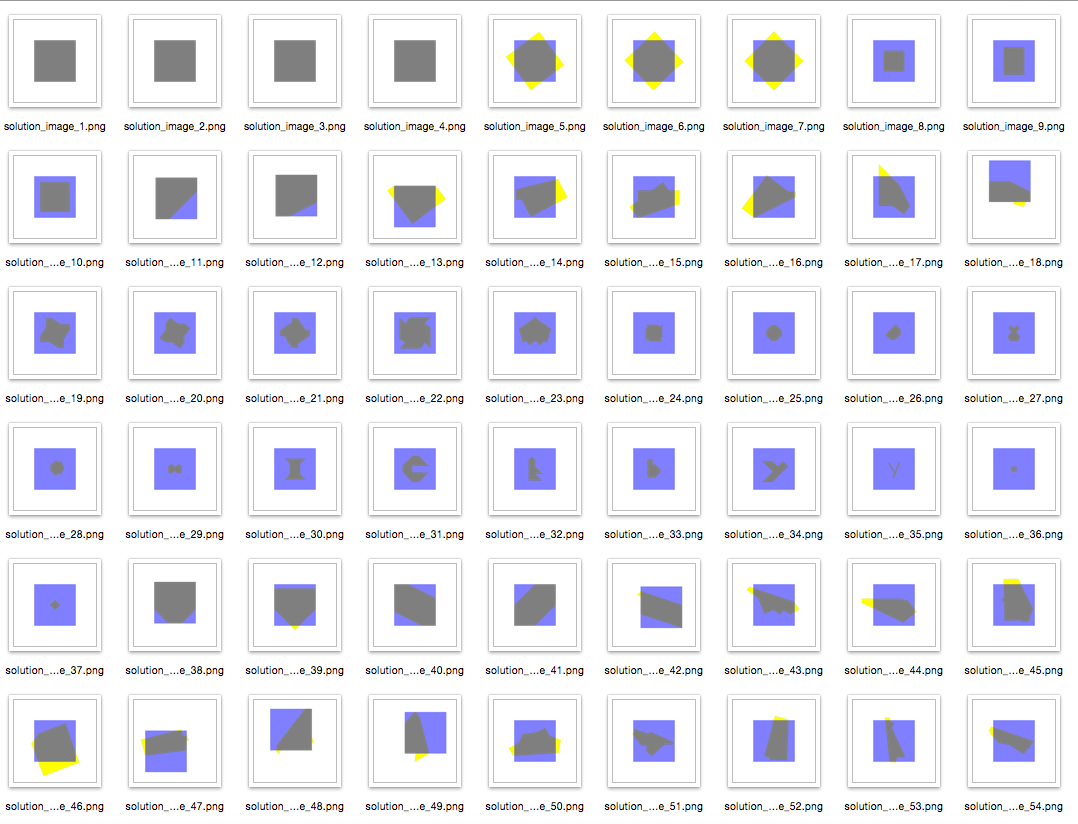 solution_image_1.png solution_image_2.png solution_image_3.png solution_image_4.png solution_image_5.png solution_image_6.png solution_image_7.png solution_image_8.png solution_image_9.png
solution_...e_10.png solution_...e_11.png solution_...e_12.png solution_...e_13.png solution_...e_14.png solution_...e_15.png solution_...e_16.png solution_...e_17.png solution_...e_18.png
solution_...e_19.png solution_...e_20.png solution_...e_21.png solution_...e_22.png solution_...e_23.png solution_...e_24.png solution_...e_25.png solution_...e_26.png solution_...e_27.png
solution_...e_28.png solution_...e_29.png solution_...e_30.png solution_...e_31.png solution_...e_32.png solution_...e_33.png solution_...e_34.png solution_...e_35.png solution_...e_36.png
solution_...e_37.png solution_...e_38.png solution_...e_39.png solution_...e_40.png solution_...e_41.png solution_...e_42.png solution_...e_43.png solution_...e_44.png solution_...e_45.png
solution_...e_46.png solution_...e_47.png solution_...e_48.png solution_...e_49.png solution_...e_50.png solution_...e_51.png solution_...e_52.png solution_...e_53.png solution_...e_54.png